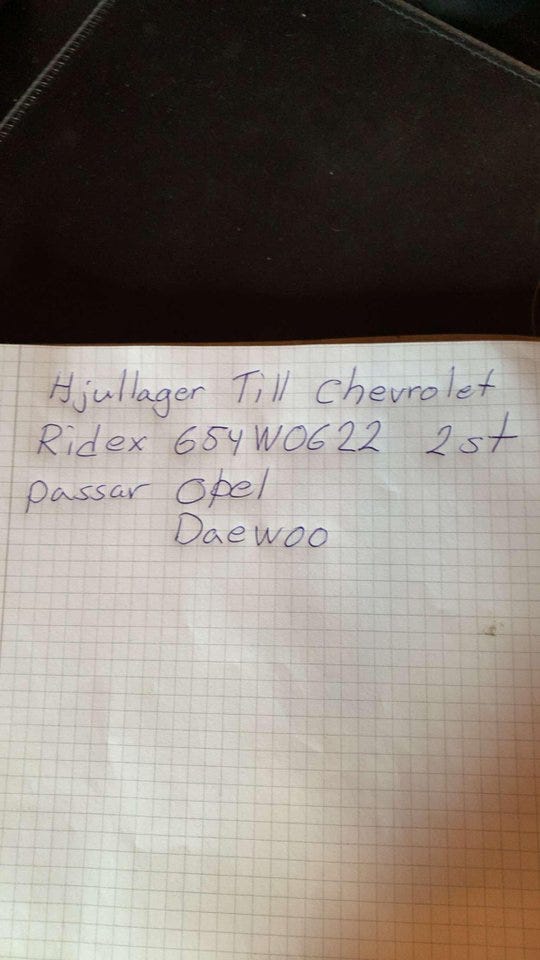 Hjullager Till Chevrolet
Ridex 654W0622 2st
passar Opel
Daewoo